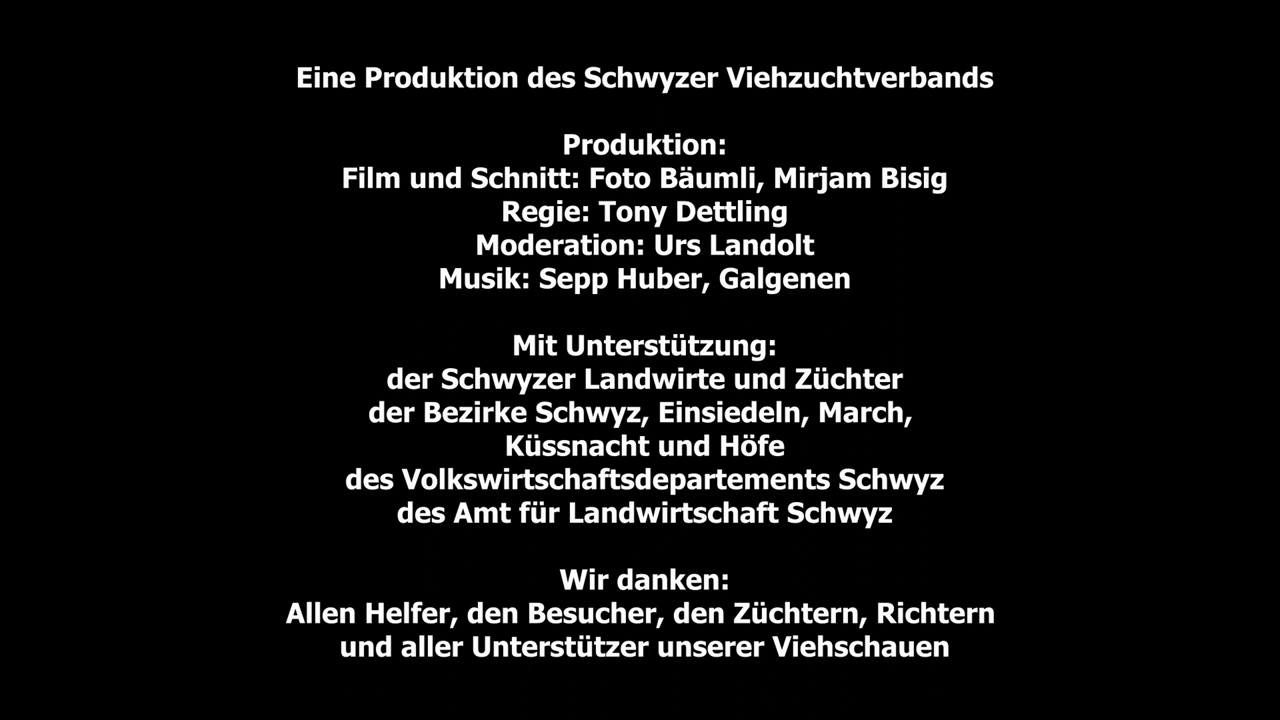 Eine Produktion des Schwyzer Viehzuchtverbands
Produktion:
Film und Schnitt: Foto Bäumli, Mirjam Bisig
Regie: Tony Dettling
Moderation: Urs Landolt
Musik: Sepp Huber, Galgenen
Mit Unterstützung:
der Schwyzer Landwirte und Züchter
der Bezirke Schwyz, Einsiedeln, March,
Küssnacht und Höfe
des Volkswirtschaftsdepartements Schwyz
des Amt für Landwirtschaft Schwyz
Wir danken:
Allen Helfer, den Besucher, den Züchtern, Richtern
und aller Unterstützer unserer Viehschauen